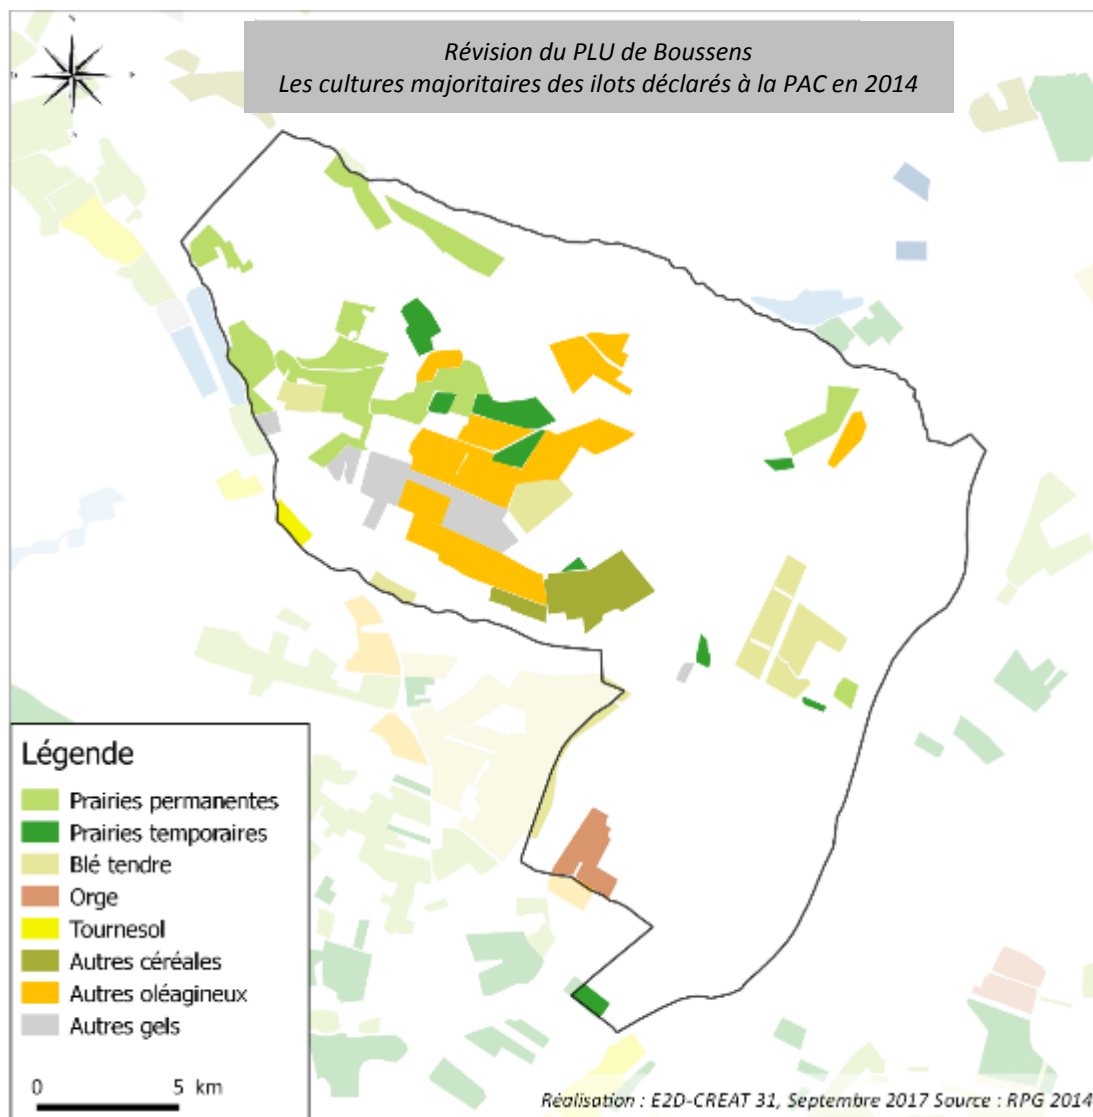 Révision du PLU de Boussens
Les cultures majoritaires des ilots déclarés à la PAC en 2014
Légende
Prairies permanentes
Prairies temporaires
Blé tendre
Orge
Tournesol
Autres céréales
Autres oléagineux
Autres gels
0 5 km
Réalisation : E2D-CREAT 31, Septembre 2017 Source : RPG 2014